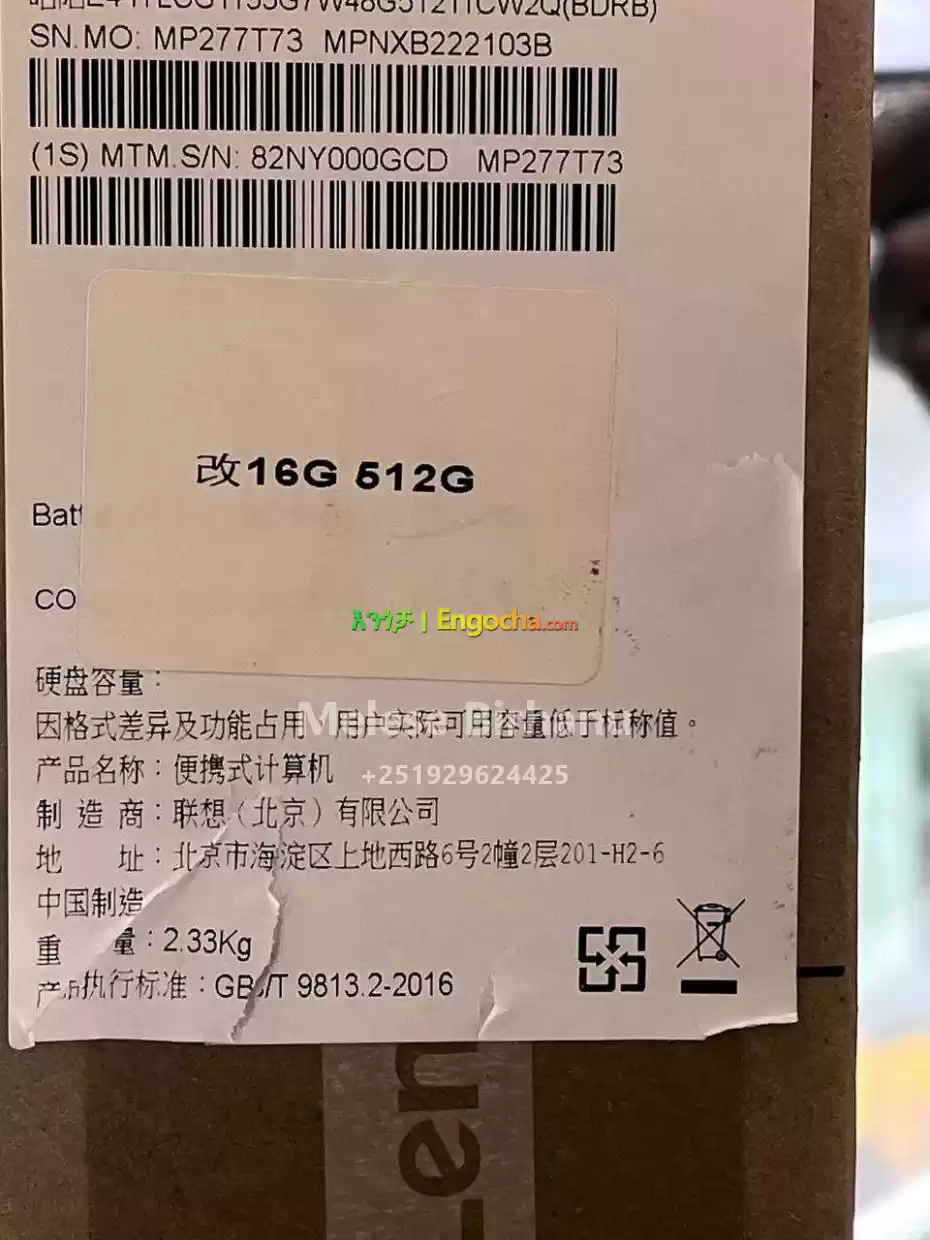 SN.MO: MP277T73 MPNXB222103B
(1S) MTM.S/N: 82NY000GCD MP277T73
改16G 512G
Batt
CO
እንጎቻ | Engocha.com
硬盘容量：
因格式差异及功能占用 用户实际可用容量低于标称值。
产品名称：便携式计算机
+251929624425
制 造 商：联想（北京）有限公司
地 址：北京市海淀区上地西路6号2幢2层201-H2-6
中国制造
重 量：2.33Kg
产品执行标准：GB/T 9813.2-2016
Len